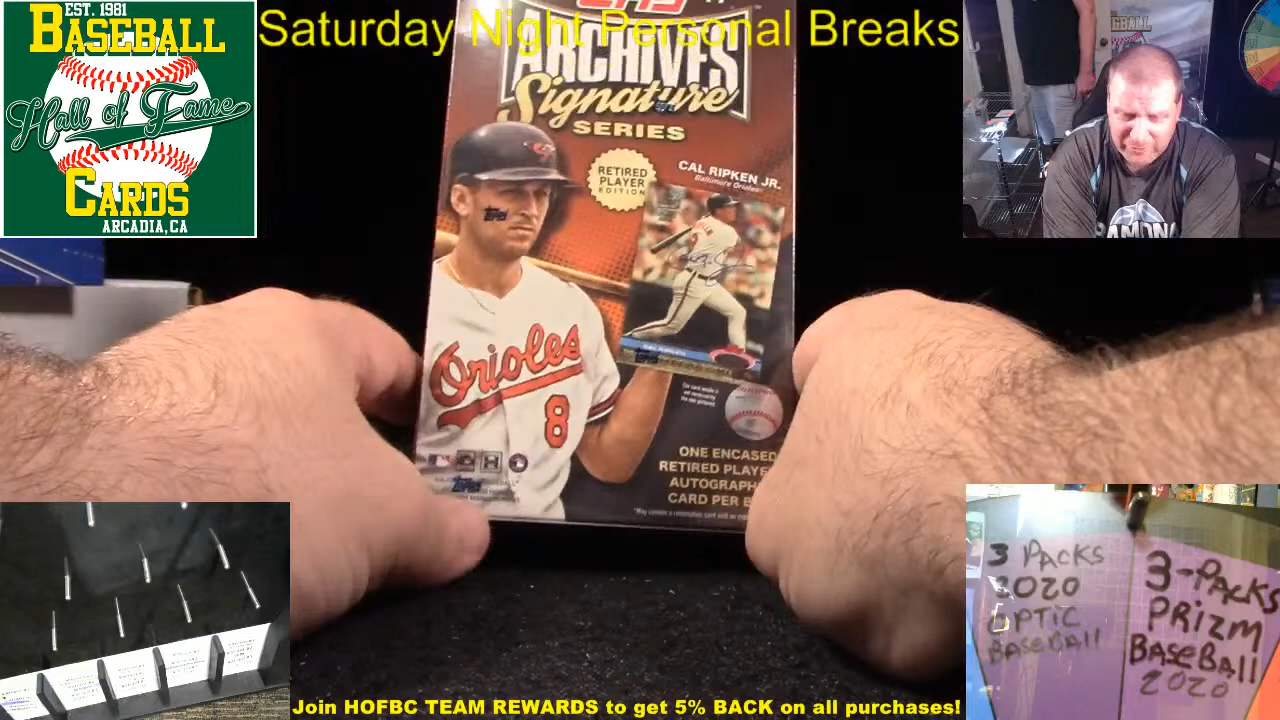 EST. 1981
BASEBALL
Hall of Fame
CARDS
ARCADIA, CA
Saturday Night Personal Breaks
ARCHIVES
Signature
SERIES
RETIRED
PLAYER
EDITION
CAL RIPKEN JR.
Baltimore Orioles
Orioles
8
ONE ENCASED
RETIRED PLAYE
AUTOGRAPH
CARD PER B
3 PACKS
2020
OPTIC
BASEBALL
3-PACKS
PRIZM
BASEBALL
2020
Join HOFBC TEAM REWARDS to get 5% BACK on all purchases!